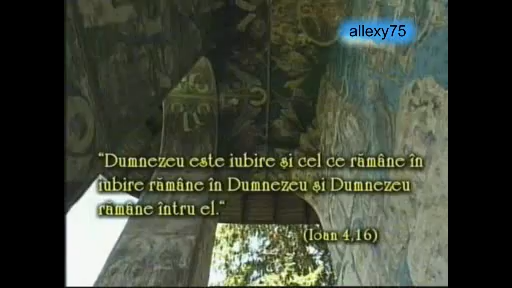 allexy75
“Dumnezeu este iubire şi cel ce rămâne în
iubire rămâne în Dumnezeu şi Dumnezeu
rămâne întru el.“
(Ioan 4,16)